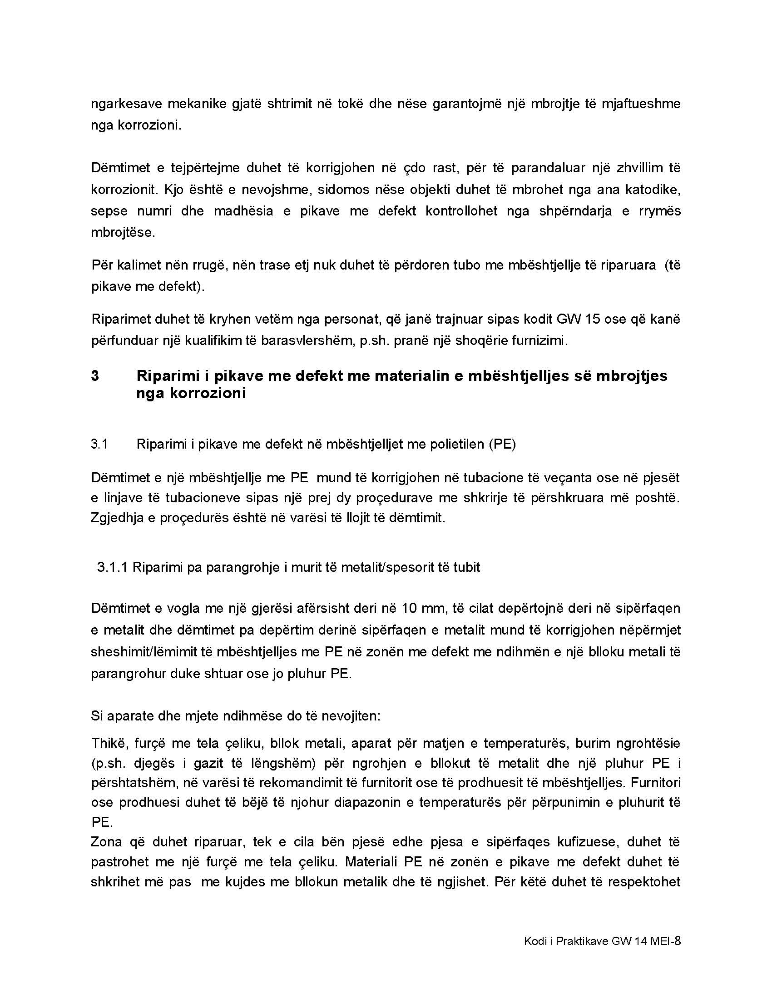 ngarkesave mekanike gjatë shtrimit në tokë dhe nëse garantojmë një mbrojtje të mjaftueshme
nga korrozioni.
Dëmtimet e tejpërtejme duhet të korrigjohen në çdo rast, për të parandaluar një zhvillim të
korrozionit. Kjo është e nevojshme, sidomos nëse objekti duhet të mbrohet nga ana katodike,
sepse numri dhe madhësia e pikave me defekt kontrollohet nga shpërndarja e rrymës
mbrojtëse.
Për kalimet nën rrugë, nën trase etj nuk duhet të përdoren tubo me mbështjellje të riparuara (të
pikave me defekt).
Riparimet duhet të kryhen vetëm nga personat, që janë trajnuar sipas kodit GW 15 ose që kanë
përfunduar një kualifikim të barasvlershëm, p.sh. pranë një shoqërie furnizimi.
3 Riparimi i pikave me defekt me materialin e mbështjelljes së mbrojtjes
nga korrozioni
3.1 Riparimi i pikave me defekt në mbështjelljet me polietilen (PE)
Dëmtimet e një mbështjellje me PE mund të korrigjohen në tubacione të veçanta ose në pjesët
e linjave të tubacioneve sipas një prej dy proçedurave me shkrirje të përshkruara më poshtë.
Zgjedhja e proçedurës është në varësi të llojit të dëmtimit.
3.1.1 Riparimi pa parangrohje i murit të metalit/spesorit të tubit
Dëmtimet e vogla me një gjerësi afërsisht deri në 10 mm, të cilat depërtojnë deri në sipërfaqen
e metalit dhe dëmtimet pa depërtim derinë sipërfaqen e metalit mund të korrigjohen nëpërmjet
sheshimit/lëmimit të mbështjelljes me PE në zonën me defekt me ndihmën e një blloku metali të
parangrohur duke shtuar ose jo pluhur PE.
Si aparate dhe mjete ndihmëse do të nevojiten:
Thikë, furçë me tela çeliku, bllok metali, aparat për matjen e temperaturës, burim ngrohtësie
(p.sh. djegës i gazit të lëngshëm) për ngrohjen e bllokut të metalit dhe një pluhur PE i
përshtatshëm, në varësi të rekomandimit të furnitorit ose të prodhuesit të mbështjelljes. Furnitori
ose prodhuesi duhet të bëjë të njohur diapazonin e temperaturës për përpunimin e pluhurit të
PE.
Zona që duhet riparuar, tek e cila bën pjesë edhe pjesa e sipërfaqes kufizuese, duhet të
pastrohet me një furçë me tela çeliku. Materiali PE në zonën e pikave me defekt duhet të
shkrihet më pas me kujdes me bllokun metalik dhe të ngjishet. Për këtë duhet të respektohet
Kodi i Praktikave GW 14 MEI-8